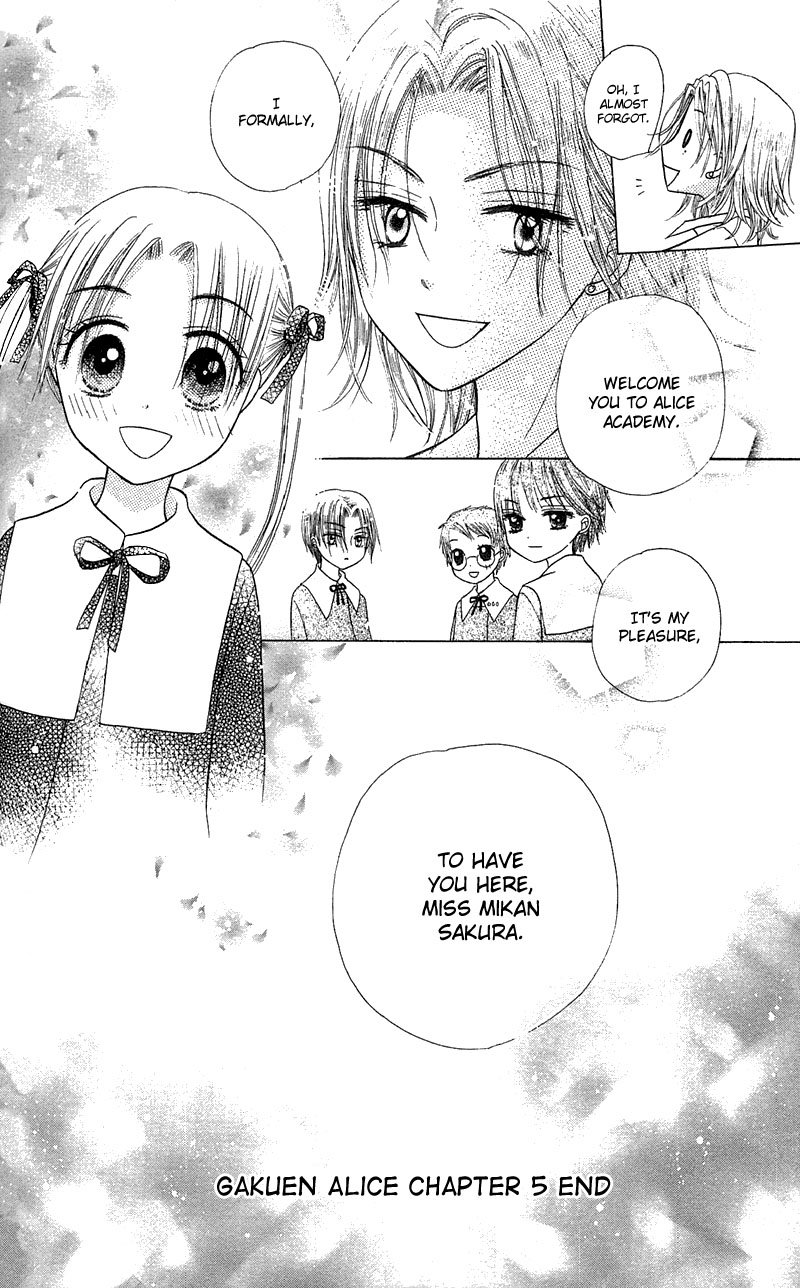 OH, I
ALMOST
FORGOT.
I
FORMALLY,
WELCOME
YOU TO ALICE
ACADEMY.
IT'S MY
PLEASURE,
TO HAVE
YOU HERE,
MISS MIKAN
SAKURA.
GAKUEN ALICE CHAPTER 5 END